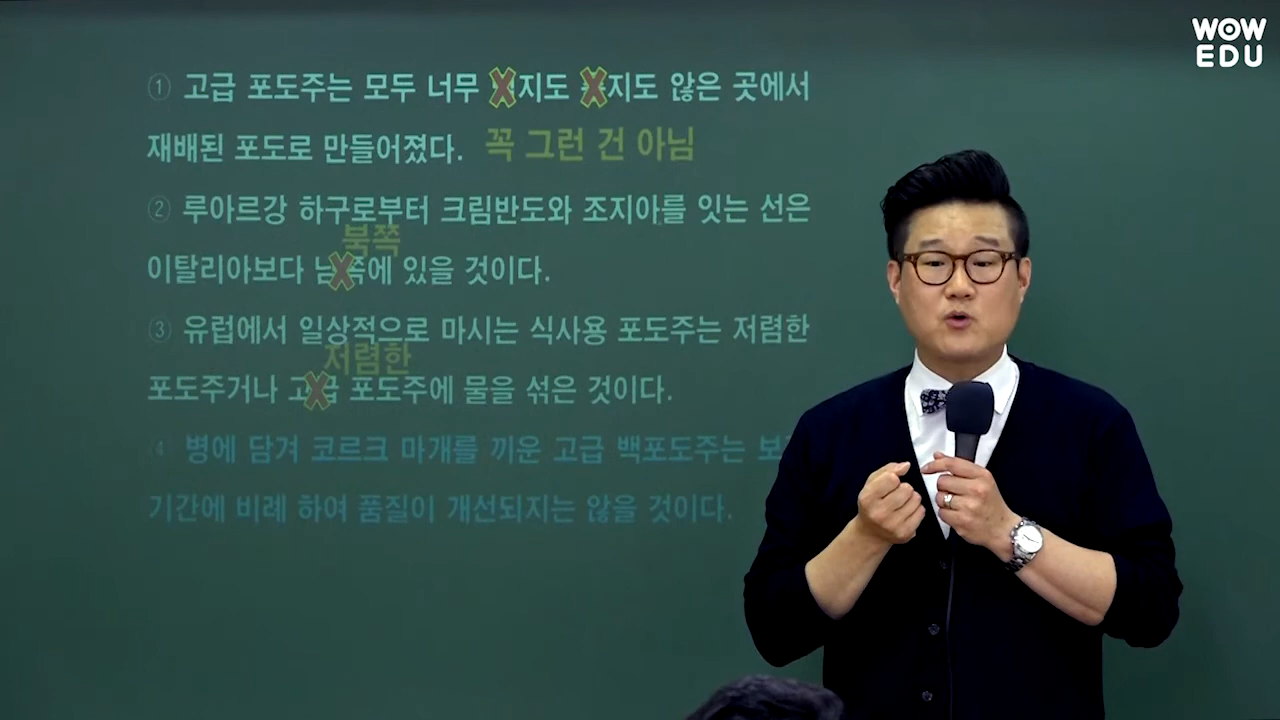 WOW
EDU
① 고급 포도주는 모두 너무 지도 지도 않은 곳에서
재배된 포도로 만들어졌다. 꼭 그런 건 아님
② 루아르강 하구로부터 크림반도와 조지아를 잇는 선은
북쪽
이탈리아보다 에 있을 것이다.
③ 유럽에서 일상적으로 마시는 식사용 포도주는 저렴한
저렴한
포도주거나 포도주에 물을 섞은 것이다.
④ 병에 담겨 코르크 마개를 끼운 고급 백포도주는
기간에 비례 하여 품질이 개선되지는 않을 것이다.